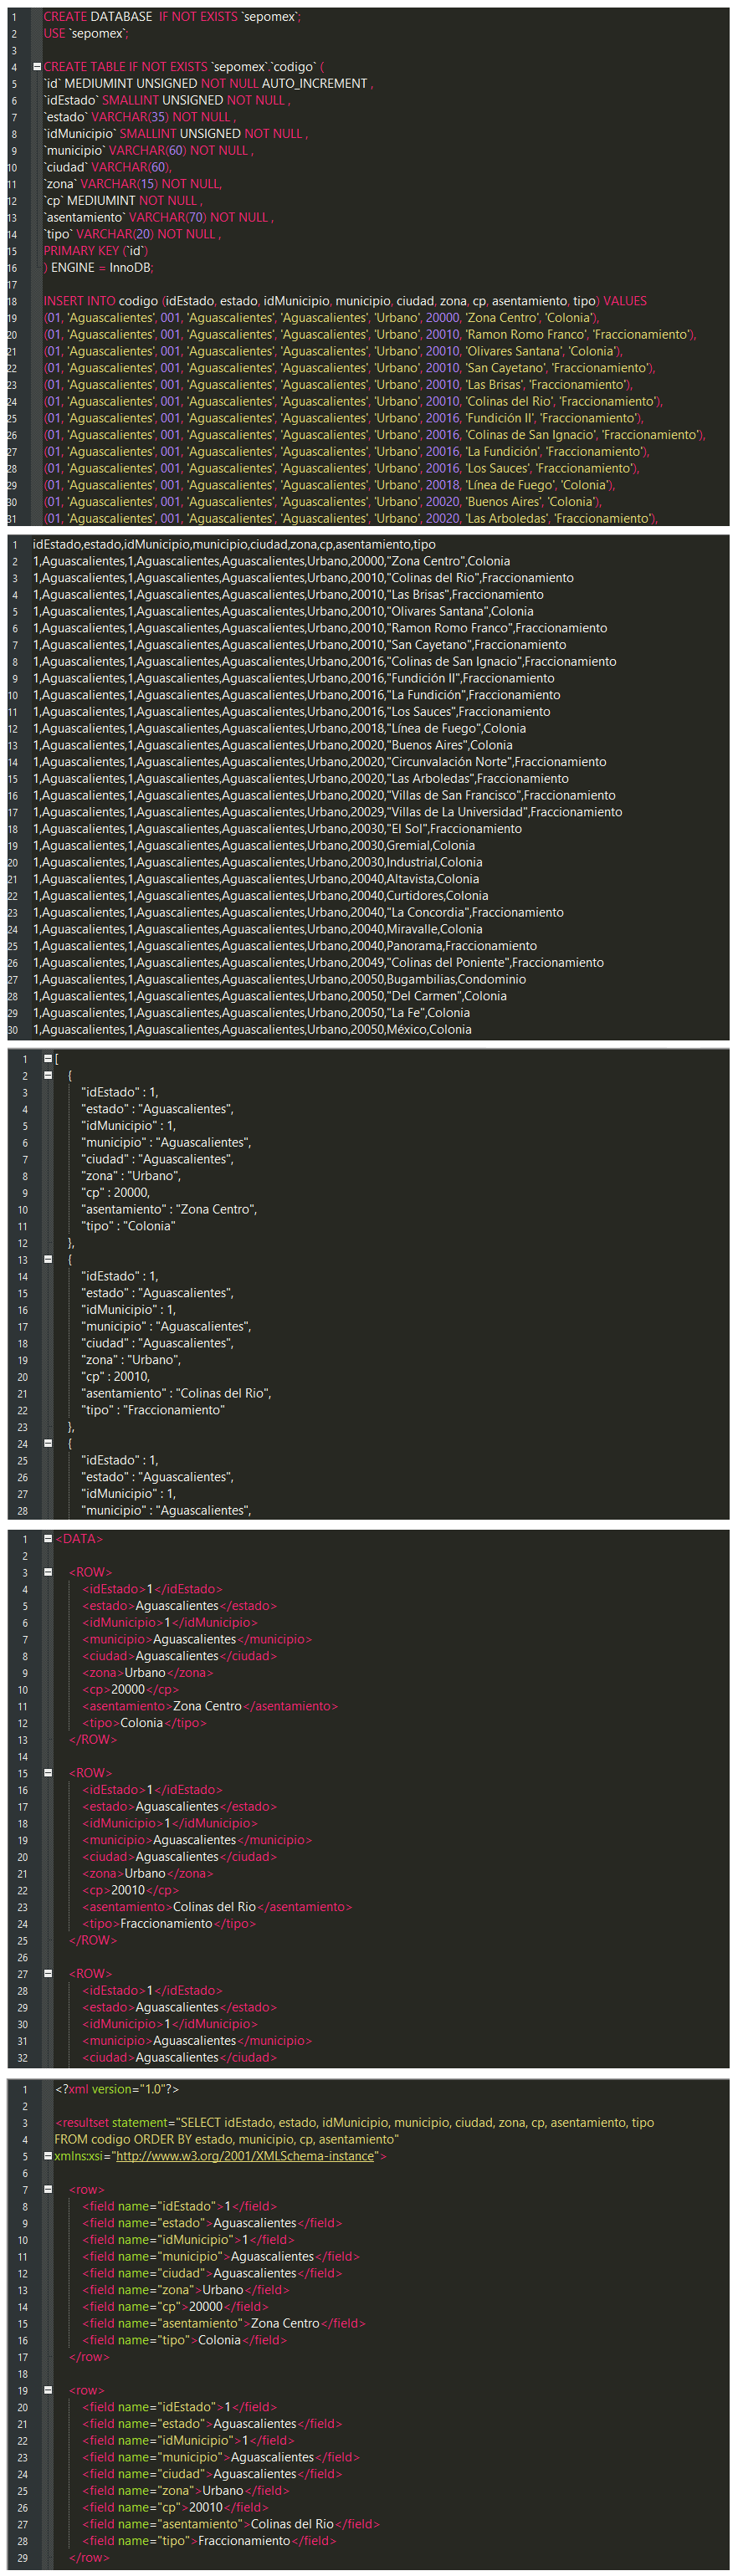 1 CREATE DATABASE  IF NOT EXISTS `sepomex`;
2 USE `sepomex`;
3
4 CREATE TABLE IF NOT EXISTS `sepomex`.`codigo` (
5 `id` MEDIUMINT UNSIGNED NOT NULL AUTO_INCREMENT ,
6 `idEstado` SMALLINT UNSIGNED NOT NULL ,
7 `estado` VARCHAR(35) NOT NULL ,
8 `idMunicipio` SMALLINT UNSIGNED NOT NULL ,
9 `municipio` VARCHAR(60) NOT NULL ,
10 `ciudad` VARCHAR(60),
11 `zona` VARCHAR(15) NOT NULL,
12 `cp` MEDIUMINT NOT NULL ,
13 `asentamiento` VARCHAR(70) NOT NULL ,
14 `tipo` VARCHAR(20) NOT NULL ,
15 PRIMARY KEY (`id`)
16 ) ENGINE = InnoDB;
17
18 INSERT INTO codigo (idEstado, estado, idMunicipio, municipio, ciudad, zona, cp, asentamiento, tipo) VALUES
19 (01, 'Aguascalientes', 001, 'Aguascalientes', 'Aguascalientes', 'Urbano', 20000, 'Zona Centro', 'Colonia'),
20 (01, 'Aguascalientes', 001, 'Aguascalientes', 'Aguascalientes', 'Urbano', 20010, 'Ramon Romo Franco', 'Fraccionamiento'),
21 (01, 'Aguascalientes', 001, 'Aguascalientes', 'Aguascalientes', 'Urbano', 20010, 'Olivares Santana', 'Colonia'),
22 (01, 'Aguascalientes', 001, 'Aguascalientes', 'Aguascalientes', 'Urbano', 20010, 'San Cayetano', 'Fraccionamiento'),
23 (01, 'Aguascalientes', 001, 'Aguascalientes', 'Aguascalientes', 'Urbano', 20010, 'Las Brisas', 'Fraccionamiento'),
24 (01, 'Aguascalientes', 001, 'Aguascalientes', 'Aguascalientes', 'Urbano', 20010, 'Colinas del Rio', 'Fraccionamiento'),
25 (01, 'Aguascalientes', 001, 'Aguascalientes', 'Aguascalientes', 'Urbano', 20016, 'Fundición II', 'Fraccionamiento'),
26 (01, 'Aguascalientes', 001, 'Aguascalientes', 'Aguascalientes', 'Urbano', 20016, 'Colinas de San Ignacio', 'Fraccionamiento'),
27 (01, 'Aguascalientes', 001, 'Aguascalientes', 'Aguascalientes', 'Urbano', 20016, 'La Fundición', 'Fraccionamiento'),
28 (01, 'Aguascalientes', 001, 'Aguascalientes', 'Aguascalientes', 'Urbano', 20016, 'Los Sauces', 'Fraccionamiento'),
29 (01, 'Aguascalientes', 001, 'Aguascalientes', 'Aguascalientes', 'Urbano', 20018, 'Línea de Fuego', 'Colonia'),
30 (01, 'Aguascalientes', 001, 'Aguascalientes', 'Aguascalientes', 'Urbano', 20020, 'Buenos Aires', 'Colonia'),
31 (01, 'Aguascalientes', 001, 'Aguascalientes', 'Aguascalientes', 'Urbano', 20020, 'Las Arboledas', 'Fraccionamiento'),
1 idEstado,estado,idMunicipio,municipio,ciudad,zona,cp,asentamiento,tipo
2 1,Aguascalientes,1,Aguascalientes,Aguascalientes,Urbano,20000,"Zona Centro",Colonia
3 1,Aguascalientes,1,Aguascalientes,Aguascalientes,Urbano,20010,"Colinas del Rio",Fraccionamiento
4 1,Aguascalientes,1,Aguascalientes,Aguascalientes,Urbano,20010,"Las Brisas",Fraccionamiento
5 1,Aguascalientes,1,Aguascalientes,Aguascalientes,Urbano,20010,"Olivares Santana",Colonia
6 1,Aguascalientes,1,Aguascalientes,Aguascalientes,Urbano,20010,"Ramon Romo Franco",Fraccionamiento
7 1,Aguascalientes,1,Aguascalientes,Aguascalientes,Urbano,20010,"San Cayetano",Fraccionamiento
8 1,Aguascalientes,1,Aguascalientes,Aguascalientes,Urbano,20016,"Colinas de San Ignacio",Fraccionamiento
9 1,Aguascalientes,1,Aguascalientes,Aguascalientes,Urbano,20016,"Fundición II",Fraccionamiento
10 1,Aguascalientes,1,Aguascalientes,Aguascalientes,Urbano,20016,"La Fundición",Fraccionamiento
11 1,Aguascalientes,1,Aguascalientes,Aguascalientes,Urbano,20016,"Los Sauces",Fraccionamiento
12 1,Aguascalientes,1,Aguascalientes,Aguascalientes,Urbano,20018,"Línea de Fuego",Colonia
13 1,Aguascalientes,1,Aguascalientes,Aguascalientes,Urbano,20020,"Buenos Aires",Colonia
14 1,Aguascalientes,1,Aguascalientes,Aguascalientes,Urbano,20020,"Circunvalación Norte",Fraccionamiento
15 1,Aguascalientes,1,Aguascalientes,Aguascalientes,Urbano,20020,"Las Arboledas",Fraccionamiento
16 1,Aguascalientes,1,Aguascalientes,Aguascalientes,Urbano,20020,"Villas de San Francisco",Fraccionamiento
17 1,Aguascalientes,1,Aguascalientes,Aguascalientes,Urbano,20029,"Villas de La Universidad",Fraccionamiento
18 1,Aguascalientes,1,Aguascalientes,Aguascalientes,Urbano,20030,"El Sol",Fraccionamiento
19 1,Aguascalientes,1,Aguascalientes,Aguascalientes,Urbano,20030,Gremial,Colonia
20 1,Aguascalientes,1,Aguascalientes,Aguascalientes,Urbano,20030,Industrial,Colonia
21 1,Aguascalientes,1,Aguascalientes,Aguascalientes,Urbano,20040,Altavista,Colonia
22 1,Aguascalientes,1,Aguascalientes,Aguascalientes,Urbano,20040,Curtidores,Colonia
23 1,Aguascalientes,1,Aguascalientes,Aguascalientes,Urbano,20040,"La Concordia",Fraccionamiento
24 1,Aguascalientes,1,Aguascalientes,Aguascalientes,Urbano,20040,Miravalle,Colonia
25 1,Aguascalientes,1,Aguascalientes,Aguascalientes,Urbano,20040,Panorama,Fraccionamiento
26 1,Aguascalientes,1,Aguascalientes,Aguascalientes,Urbano,20049,"Colinas del Poniente",Fraccionamiento
27 1,Aguascalientes,1,Aguascalientes,Aguascalientes,Urbano,20050,Bugambilias,Condominio
28 1,Aguascalientes,1,Aguascalientes,Aguascalientes,Urbano,20050,"Del Carmen",Colonia
29 1,Aguascalientes,1,Aguascalientes,Aguascalientes,Urbano,20050,"La Fe",Colonia
30 1,Aguascalientes,1,Aguascalientes,Aguascalientes,Urbano,20050,México,Colonia
1 [
2 {
3 "idEstado" : 1,
4 "estado" : "Aguascalientes",
5 "idMunicipio" : 1,
6 "municipio" : "Aguascalientes",
7 "ciudad" : "Aguascalientes",
8 "zona" : "Urbano",
9 "cp" : 20000,
10 "asentamiento" : "Zona Centro",
11 "tipo" : "Colonia"
12 },
13 {
14 "idEstado" : 1,
15 "estado" : "Aguascalientes",
16 "idMunicipio" : 1,
17 "municipio" : "Aguascalientes",
18 "ciudad" : "Aguascalientes",
19 "zona" : "Urbano",
20 "cp" : 20010,
21 "asentamiento" : "Colinas del Rio",
22 "tipo" : "Fraccionamiento"
23 },
24 {
25 "idEstado" : 1,
26 "estado" : "Aguascalientes",
27 "idMunicipio" : 1,
28 "municipio" : "Aguascalientes",
1 <DATA>
2
3 <ROW>
4 <idEstado>1</idEstado>
5 <estado>Aguascalientes</estado>
6 <idMunicipio>1</idMunicipio>
7 <municipio>Aguascalientes</municipio>
8 <ciudad>Aguascalientes</ciudad>
9 <zona>Urbano</zona>
10 <cp>20000</cp>
11 <asentamiento>Zona Centro</asentamiento>
12 <tipo>Colonia</tipo>
13 </ROW>
14
15 <ROW>
16 <idEstado>1</idEstado>
17 <estado>Aguascalientes</estado>
18 <idMunicipio>1</idMunicipio>
19 <municipio>Aguascalientes</municipio>
20 <ciudad>Aguascalientes</ciudad>
21 <zona>Urbano</zona>
22 <cp>20010</cp>
23 <asentamiento>Colinas del Rio</asentamiento>
24 <tipo>Fraccionamiento</tipo>
25 </ROW>
26
27 <ROW>
28 <idEstado>1</idEstado>
29 <estado>Aguascalientes</estado>
30 <idMunicipio>1</idMunicipio>
31 <municipio>Aguascalientes</municipio>
32 <ciudad>Aguascalientes</ciudad>
1 <?xml version="1.0"?>
2
3 <resultset statement="SELECT idEstado, estado, idMunicipio, municipio, ciudad, zona, cp, asentamiento, tipo
4 FROM codigo ORDER BY estado, municipio, cp, asentamiento"
5 xmlns:xsi="http://www.w3.org/2001/XMLSchema-instance">
6
7 <row>
8 <field name="idEstado">1</field>
9 <field name="estado">Aguascalientes</field>
10 <field name="idMunicipio">1</field>
11 <field name="municipio">Aguascalientes</field>
12 <field name="ciudad">Aguascalientes</field>
13 <field name="zona">Urbano</field>
14 <field name="cp">20000</field>
15 <field name="asentamiento">Zona Centro</field>
16 <field name="tipo">Colonia</field>
17 </row>
18
19 <row>
20 <field name="idEstado">1</field>
21 <field name="estado">Aguascalientes</field>
22 <field name="idMunicipio">1</field>
23 <field name="municipio">Aguascalientes</field>
24 <field name="ciudad">Aguascalientes</field>
25 <field name="zona">Urbano</field>
26 <field name="cp">20010</field>
27 <field name="asentamiento">Colinas del Rio</field>
28 <field name="tipo">Fraccionamiento</field>
29 </row>